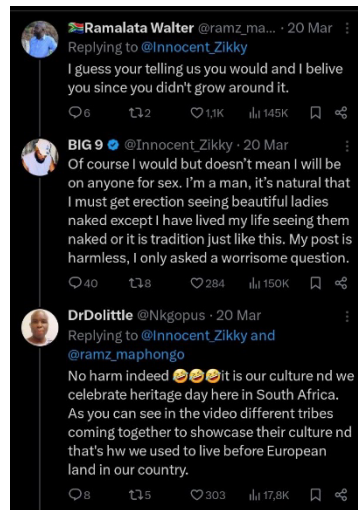 🇿🇦Ramalata Walter @ramz_ma... · 20 Mar
Replying to @Innocent_Zikky
I guess your telling us you would and I belive
you since you didn't grow around it.
6 2 1,1K 145K
BIG 9 @Innocent_Zikky · 20 Mar
Of course I would but doesn’t mean I will be
on anyone for sex. I’m a man, it’s natural that
I must get erection seeing beautiful ladies
naked except I have lived my life seeing them
naked or it is tradition just like this. My post is
harmless, I only asked a worrisome question.
40 8 284 150K
DrDolittle @Nkgopus · 20 Mar
Replying to @Innocent_Zikky and
@ramz_maphongo
No harm indeed 🤣🤣🤣it is our culture nd we
celebrate heritage day here in South Africa.
As you can see in the video different tribes
coming together to showcase their culture nd
that's hw we used to live before European
land in our country.
8 5 303 17,8K